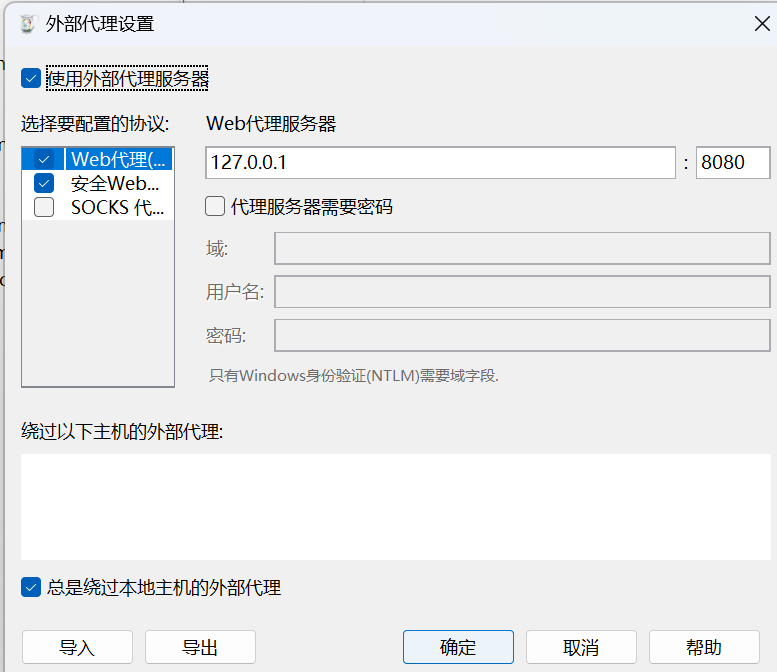 外部代理设置
使用外部代理服务器
选择要配置的协议:
Web代理服务器
Web代理(...
安全Web...
SOCKS 代...
127.0.0.1 : 8080
代理服务器需要密码
域:
用户名:
密码:
只有Windows身份验证(NTLM)需要域字段.
绕过以下主机的外部代理:
总是绕过本地主机的外部代理
导入 导出 确定 取消 帮助